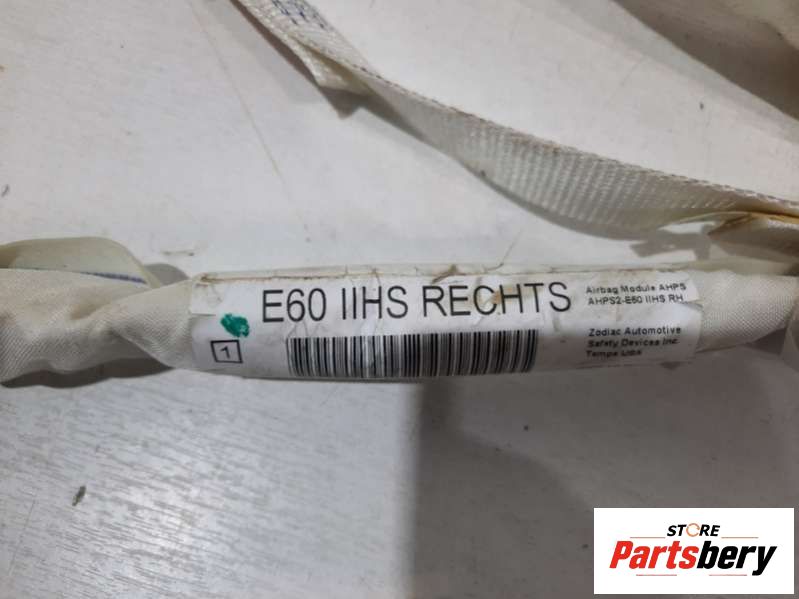 E60 IIHS RECHTS
1
Airbag Module AHPS
AHPS2-E60 IIHS RH
Zodiac Automotive
Safety Devices Inc.
Tempe USA
STORE
Partsbery